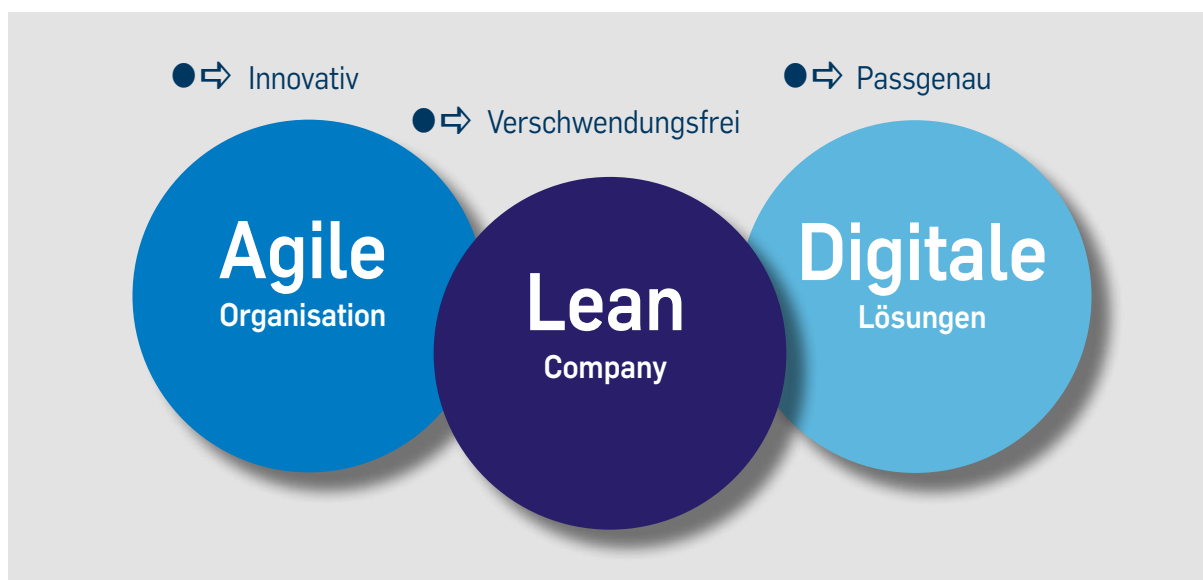 Innovativ
Passgenau
Verschwendungsfrei
Agile
Organisation
Lean
Company
Digitale
Lösungen